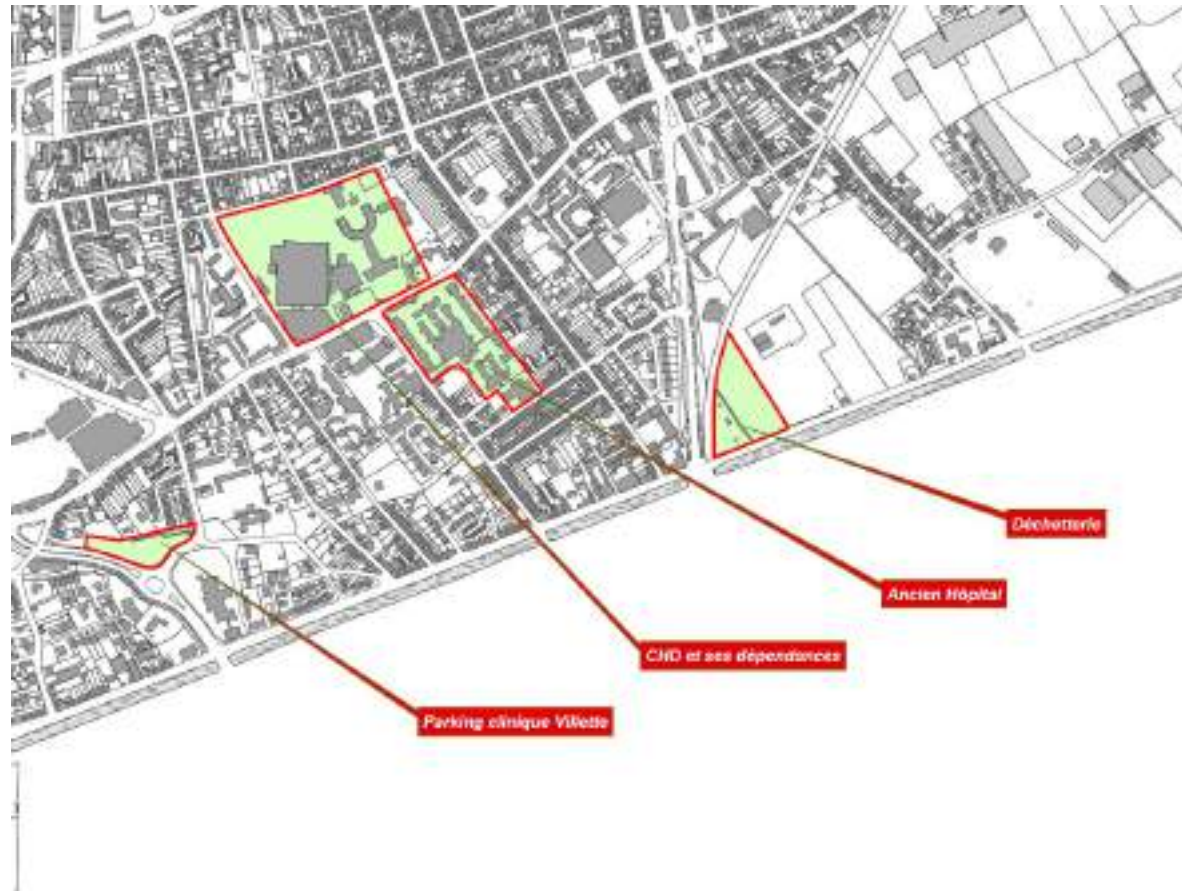 Déchetterie
Ancien Hôpital
CHD et ses dépendances
Parking clinique Villette